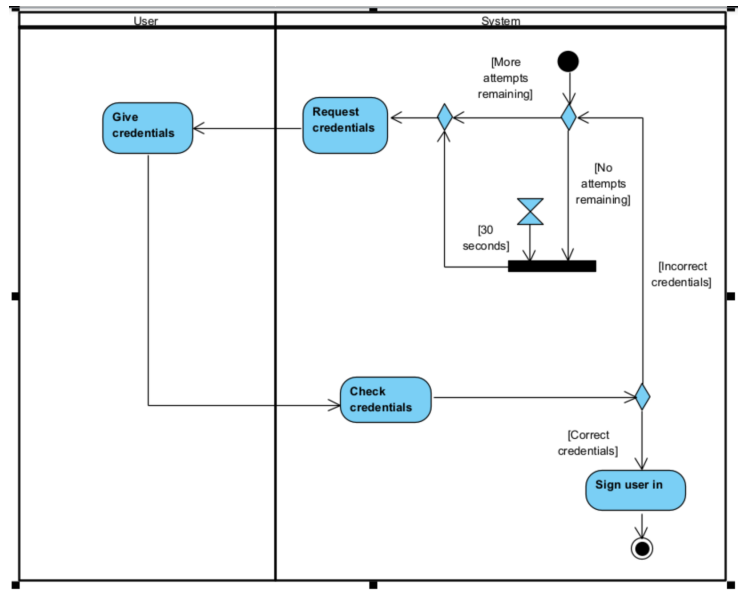 User
System
[More
attempts
remaining]
Request
credentials
Give
credentials
[No
attempts
remaining]
[30
seconds]
[Incorrect
credentials]
Check
credentials
[Correct
credentials]
Sign user in